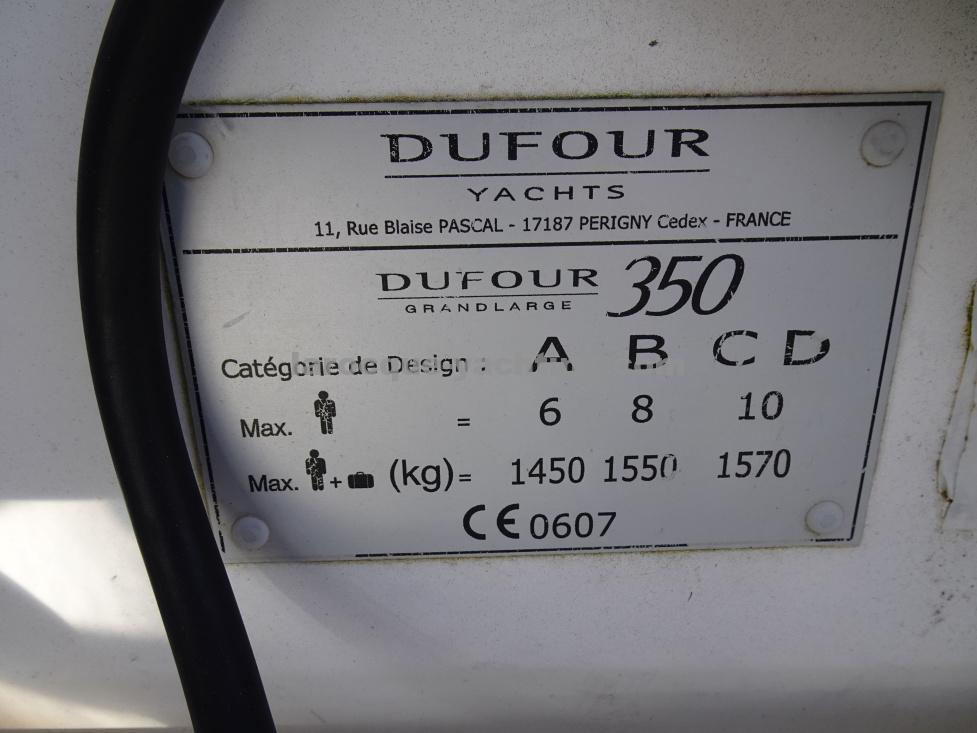 DUFOUR
YACHTS
11, Rue Blaise PASCAL - 17187 PERIGNY Cedex - FRANCE
DUFOUR 350
GRANDLARGE
Catégorie de Design : A B C D
Max. = 6 8 10
Max. + (kg) = 1450 1550 1570
CE 0607